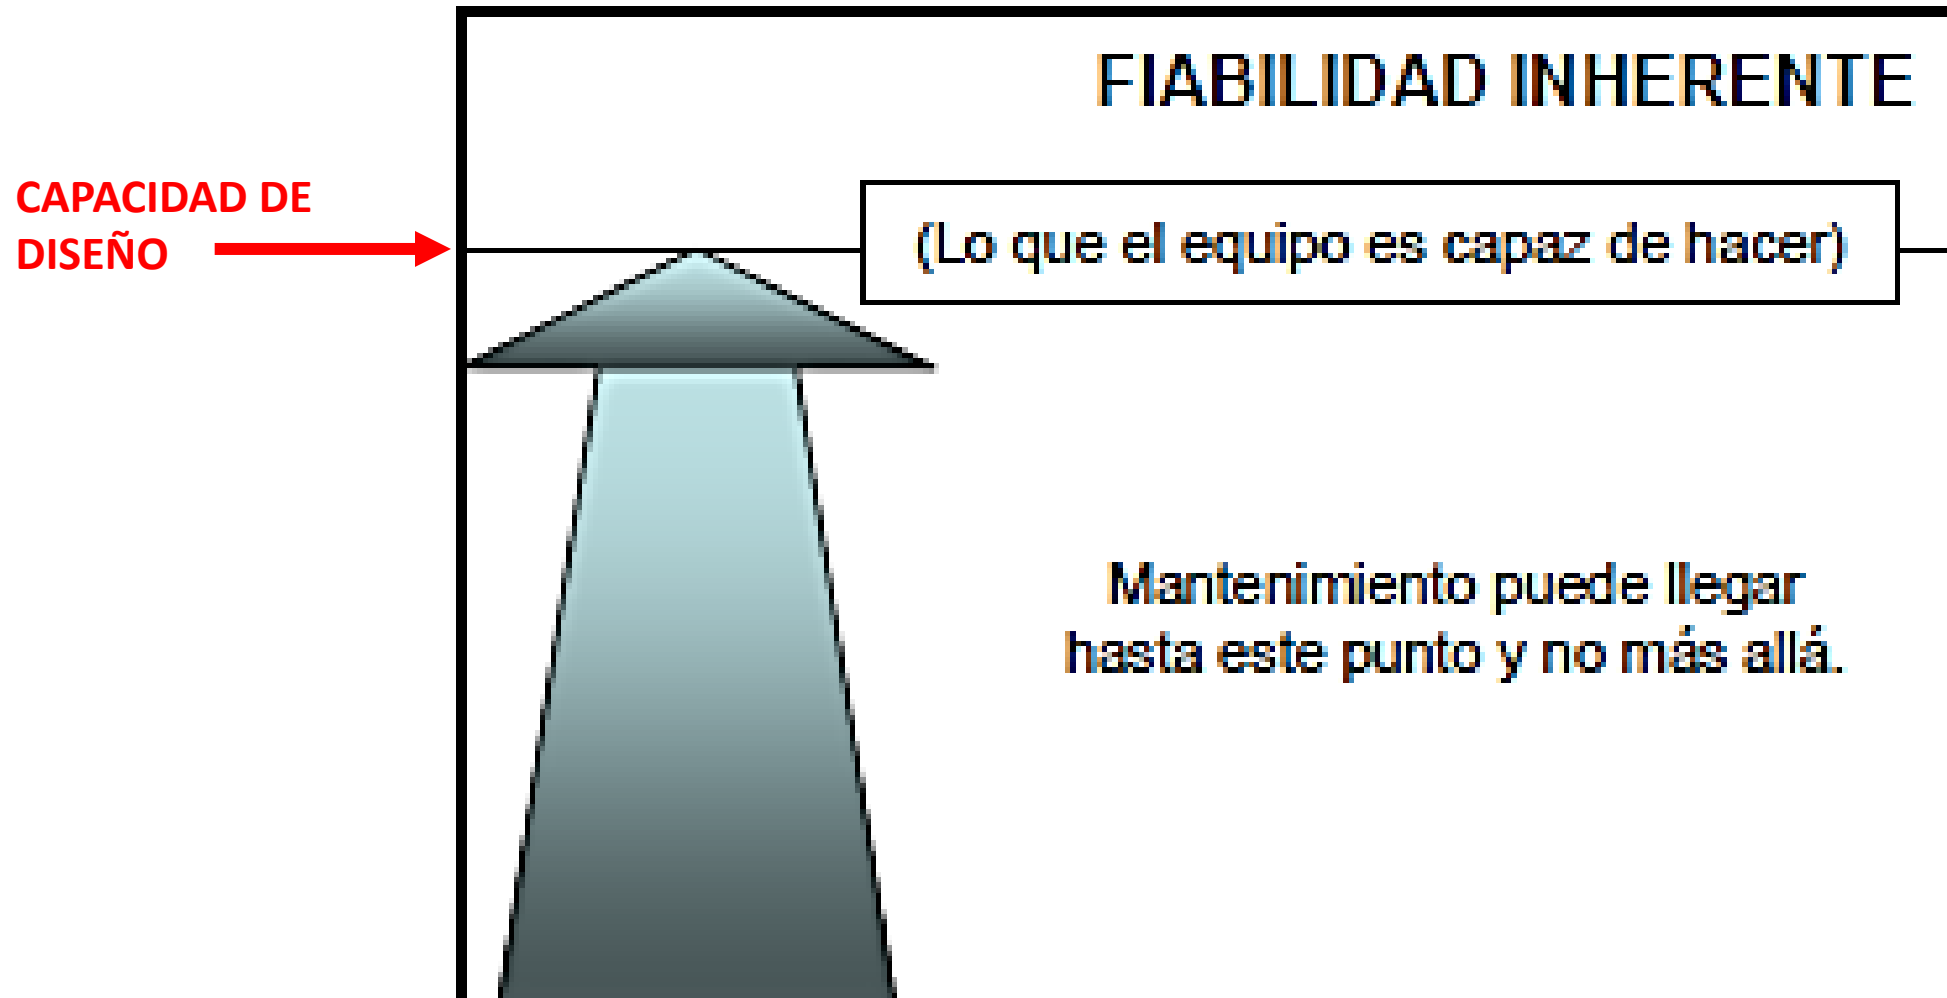 FIABILIDAD INHERENTE
CAPACIDAD DE
DISEÑO
(Lo que el equipo es capaz de hacer)
Mantenimiento puede llegar
hasta este punto y no más allá.